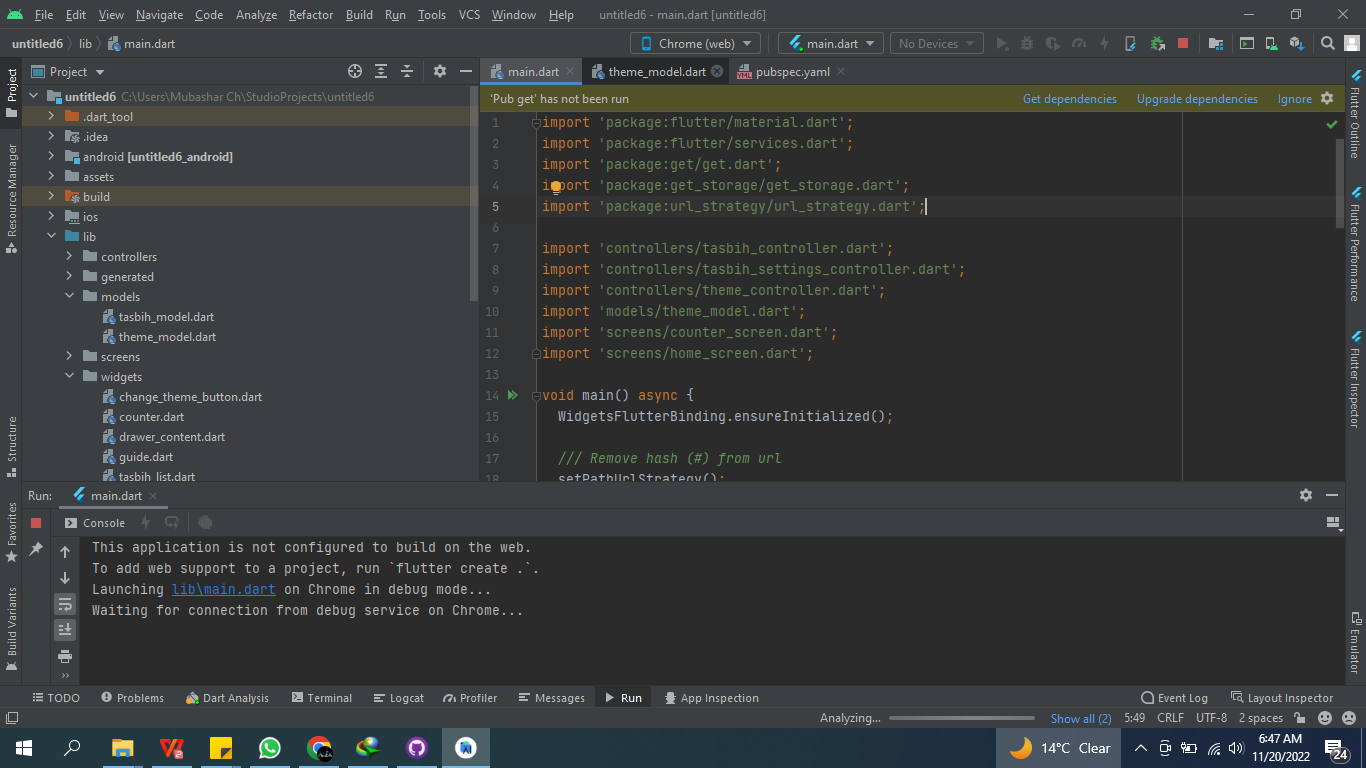 File Edit View Navigate Code Analyze Refactor Build Run Tools VCS Window Help untitled6 - main.dart [untitled6]
untitled6 lib main.dart Chrome (web) main.dart No Devices
Project main.dart theme_model.dart pubspec.yaml
untitled6 C:\Users\Mubashar Ch\StudioProjects\untitled6
.dart_tool
.idea
android [untitled6_android]
assets
build
ios
lib
controllers
generated
models
tasbih_model.dart
theme_model.dart
screens
widgets
change_theme_button.dart
counter.dart
drawer_content.dart
guide.dart
tasbih_list.dart
'Pub get' has not been run Get dependencies Upgrade dependencies Ignore
1 import 'package:flutter/material.dart';
2 import 'package:flutter/services.dart';
3 import 'package:get/get.dart';
4 import 'package:get_storage/get_storage.dart';
5 import 'package:url_strategy/url_strategy.dart';
6
7 import 'controllers/tasbih_controller.dart';
8 import 'controllers/tasbih_settings_controller.dart';
9 import 'controllers/theme_controller.dart';
10 import 'models/theme_model.dart';
11 import 'screens/counter_screen.dart';
12 import 'screens/home_screen.dart';
13
14 void main() async {
15 WidgetsFlutterBinding.ensureInitialized();
16
17 /// Remove hash (#) from url
18 setPathUrlStrategy();
Project
Resource Manager
Structure
Favorites
Build Variants
Flutter Outline
Flutter Performance
Flutter Inspector
Emulator
Run: main.dart
Console
This application is not configured to build on the web.
To add web support to a project, run `flutter create .`.
Launching lib\main.dart on Chrome in debug mode...
Waiting for connection from debug service on Chrome...
TODO Problems Dart Analysis Terminal Logcat Profiler Messages Run App Inspection Event Log Layout Inspector
Analyzing... Show all (2) 5:49 CRLF UTF-8 2 spaces
14°C Clear 6:47 AM
11/20/2022
24